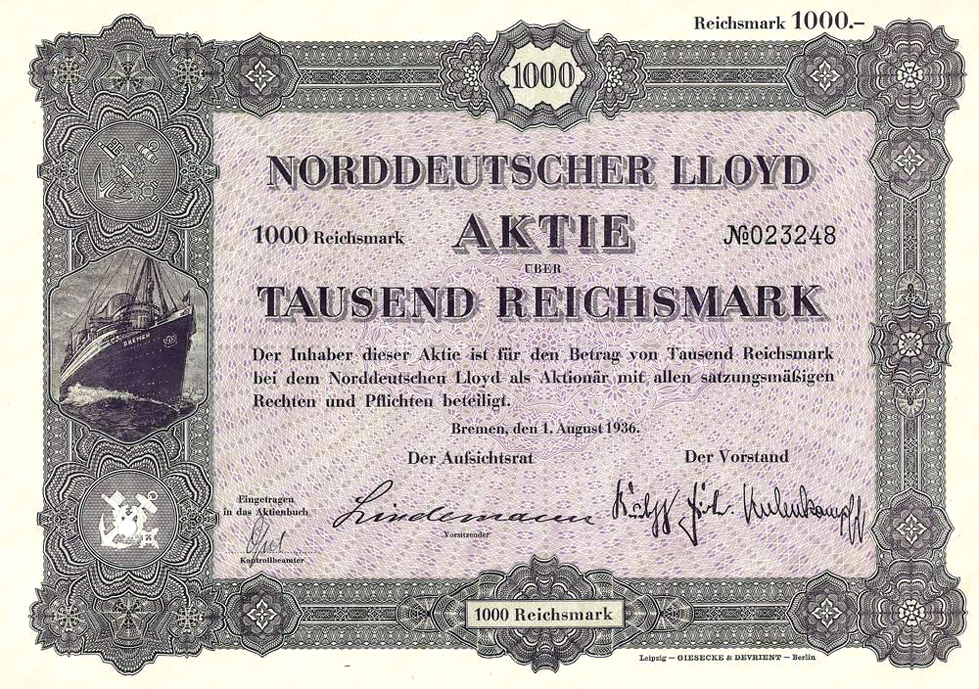 Reichsmark 1000.–
1000
NORDDEUTSCHER LLOYD
1000 Reichsmark AKTIE №023248
ÜBER
TAUSEND REICHSMARK
Der Inhaber dieser Aktie ist für den Betrag von Tausend Reichsmark
bei dem Norddeutschen Lloyd als Aktionär mit allen satzungsmäßigen
Rechten und Pflichten beteiligt.
Bremen, den 1. August 1936.
Der Aufsichtsrat Der Vorstand
Eingetragen
in das Aktienbuch
Lindemann
Vorsitzender
Kontrollbeamter
BREMEN
1000 Reichsmark
Leipzig – GIESECKE & DEVRIENT – Berlin